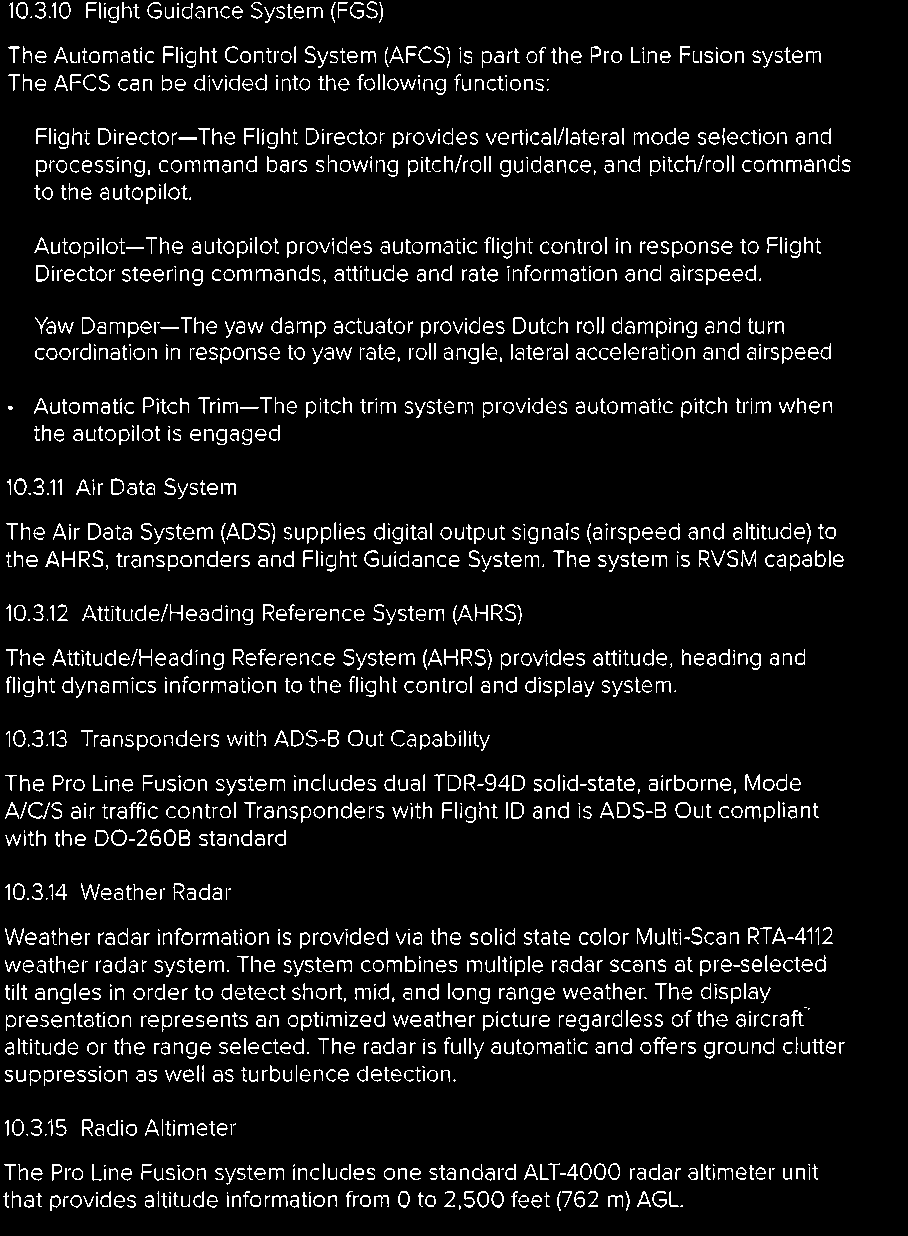 10.3.10 Flight Guidance System (FGS)
The Automatic Flight Control System (AFCS) is part of the Pro Line Fusion system
The AFCS can be divided into the following functions:
Flight Director—The Flight Director provides vertical/lateral mode selection and
processing, command bars showing pitch/roll guidance, and pitch/roll commands
to the autopilot.
Autopilot—The autopilot provides automatic flight control in response to Flight
Director steering commands, attitude and rate information and airspeed.
Yaw Damper—The yaw damp actuator provides Dutch roll damping and turn
coordination in response to yaw rate, roll angle, lateral acceleration and airspeed
• Automatic Pitch Trim—The pitch trim system provides automatic pitch trim when
the autopilot is engaged
10.3.11 Air Data System
The Air Data System (ADS) supplies digital output signals (airspeed and altitude) to
the AHRS, transponders and Flight Guidance System. The system is RVSM capable
10.3.12 Attitude/Heading Reference System (AHRS)
The Attitude/Heading Reference System (AHRS) provides attitude, heading and
flight dynamics information to the flight control and display system.
10.3.13 Transponders with ADS-B Out Capability
The Pro Line Fusion system includes dual TDR-94D solid-state, airborne, Mode
A/C/S air traffic control Transponders with Flight ID and is ADS-B Out compliant
with the DO-260B standard
10.3.14 Weather Radar
Weather radar information is provided via the solid state color Multi-Scan RTA-4112
weather radar system. The system combines multiple radar scans at pre-selected
tilt angles in order to detect short, mid, and long range weather. The display
presentation represents an optimized weather picture regardless of the aircraft
altitude or the range selected. The radar is fully automatic and offers ground clutter
suppression as well as turbulence detection.
10.3.15 Radio Altimeter
The Pro Line Fusion system includes one standard ALT-4000 radar altimeter unit
that provides altitude information from 0 to 2,500 feet (762 m) AGL.